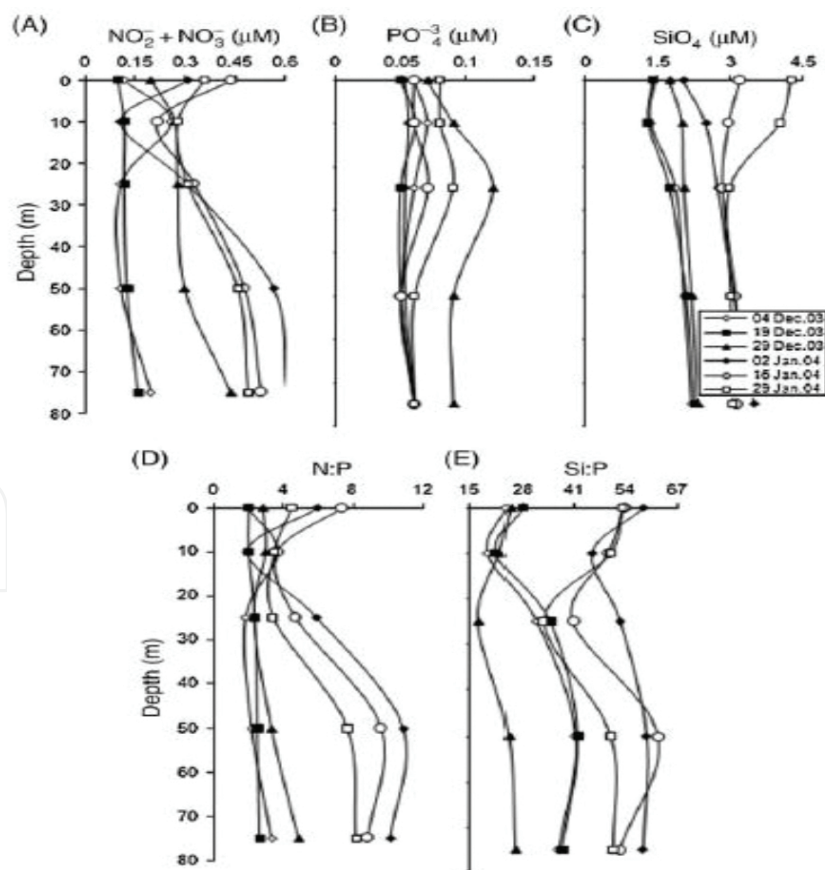 (A) NO₂⁻ + NO₃⁻ (µM)
0 0.15 0.3 0.45 0.6
0
10
20
30
40
50
60
70
80
Depth (m)
(B) PO₄⁻³ (µM)
0 0.05 0.1 0.15
(C) SiO₄ (µM)
0 1.5 3 4.5
04 Dec.03
19 Dec.03
29 Dec.03
02 Jan.04
16 Jan.04
29 Jan.04
(D) N:P
0 4 8 12
0
10
20
30
40
50
60
70
80
Depth (m)
(E) Si:P
15 28 41 54 67